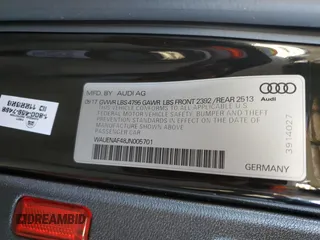 MFD. BY: AUDI AG
08/17 GVWR LBS 4795 GAWR LBS FRONT 2392 /REAR 2513
THIS VEHICLE CONFORMS TO ALL APPLICABLE U.S.
FEDERAL MOTOR VEHICLE SAFETY, BUMPER AND THEFT
PREVENTION STANDARDS IN EFFECT ON THE DATE OF
MANUFACTURE SHOWN ABOVE.
PASSENGER CAR
Audi
3914027
GERMANY
DREAMBID